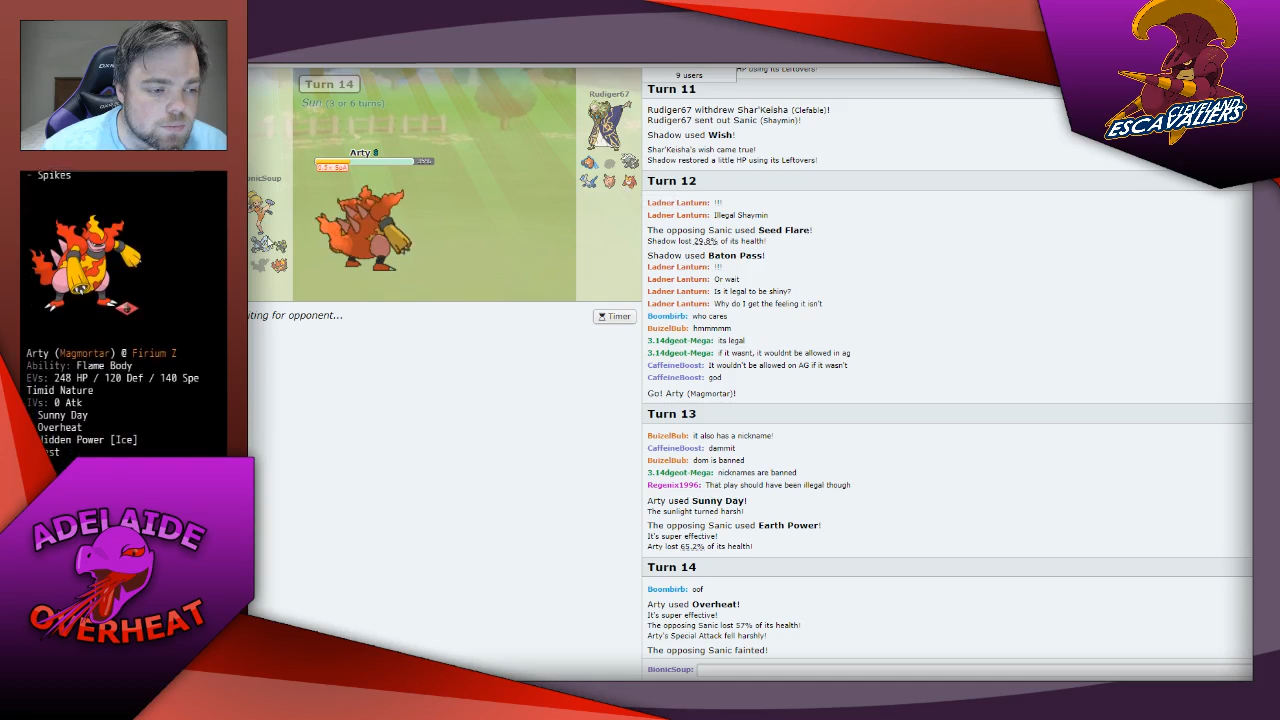 - Spikes
Arty (Magmortar) @ Firium Z
Ability: Flame Body
EVs: 248 HP / 120 Def / 140 Spe
Timid Nature
IVs: 0 Atk
Sunny Day
Overheat
idden Power [Ice]
est
ADELAIDE
OVERHEAT
Turn 14
Sun (3 or 6 turns)
Arty
35%
onicSoup
Rudiger67
iting for opponent...
Timer
9 users
HP using its Leftovers!
Turn 11
Rudiger67 withdrew Shar'Keisha (Clefable)!
Rudiger67 sent out Sanic (Shaymin)!
Shadow used Wish!
Shar'Keisha's wish came true!
Shadow restored a little HP using its Leftovers!
Turn 12
Ladner Lanturn: !!!
Ladner Lanturn: Illegal Shaymin
The opposing Sanic used Seed Flare!
Shadow lost 29.8% of its health!
Shadow used Baton Pass!
Ladner Lanturn: !!!
Ladner Lanturn: Or wait
Ladner Lanturn: Is it legal to be shiny?
Ladner Lanturn: Why do I get the feeling it isn't
Boombirb: who cares
BuizelBub: hmmmmm
3.14dgeot-Mega: its legal
3.14dgeot-Mega: if it wasnt, it wouldnt be allowed in ag
CaffeineBoost: It wouldn't be allowed on AG if it wasn't
CaffeineBoost: god
Go! Arty (Magmortar)!
Turn 13
BuizelBub: it also has a nickname!
CaffeineBoost: dammit
BuizelBub: dom is banned
3.14dgeot-Mega: nicknames are banned
Regenix1996: That play should have been illegal though
Arty used Sunny Day!
The sunlight turned harsh!
The opposing Sanic used Earth Power!
It's super effective!
Arty lost 65.2% of its health!
Turn 14
Boombirb: oof
Arty used Overheat!
It's super effective!
The opposing Sanic lost 57% of its health!
Arty's Special Attack fell harshly!
The opposing Sanic fainted!
BionicSoup:
CLEVELAND
ESCAVALIERS